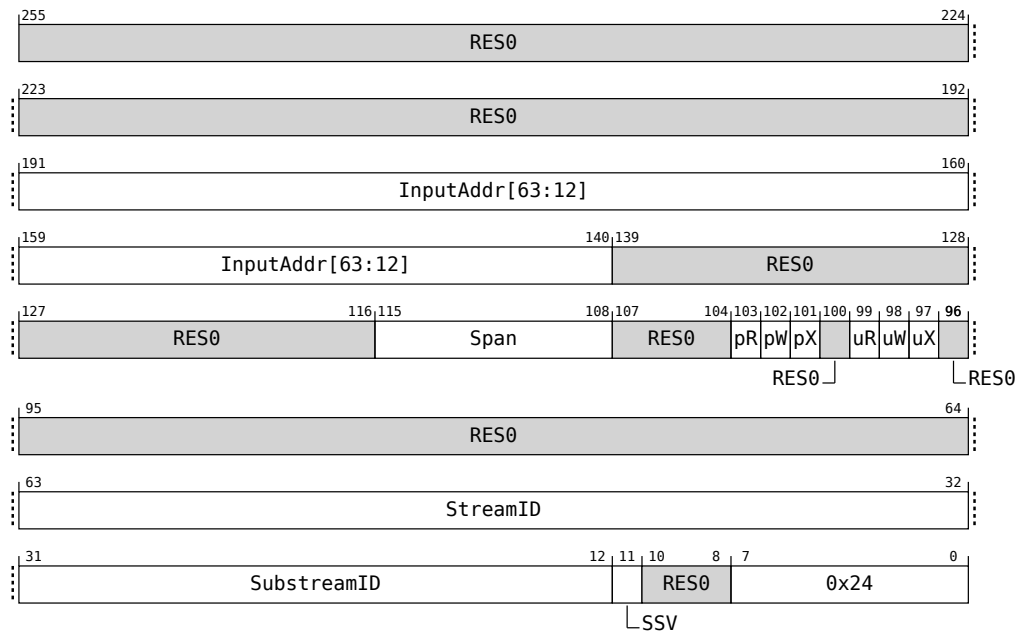 255 224
RES0
223 192
RES0
191 160
InputAddr[63:12]
159 140 139 128
InputAddr[63:12] RES0
127 116 115 108 107 104 103 102 101 100 99 98 97 96
RES0 Span RES0 pR pW pX uR uW uX
RES0 RES0
95 64
RES0
63 32
StreamID
31 12 11 10 8 7 0
SubstreamID RES0 0x24
SSV